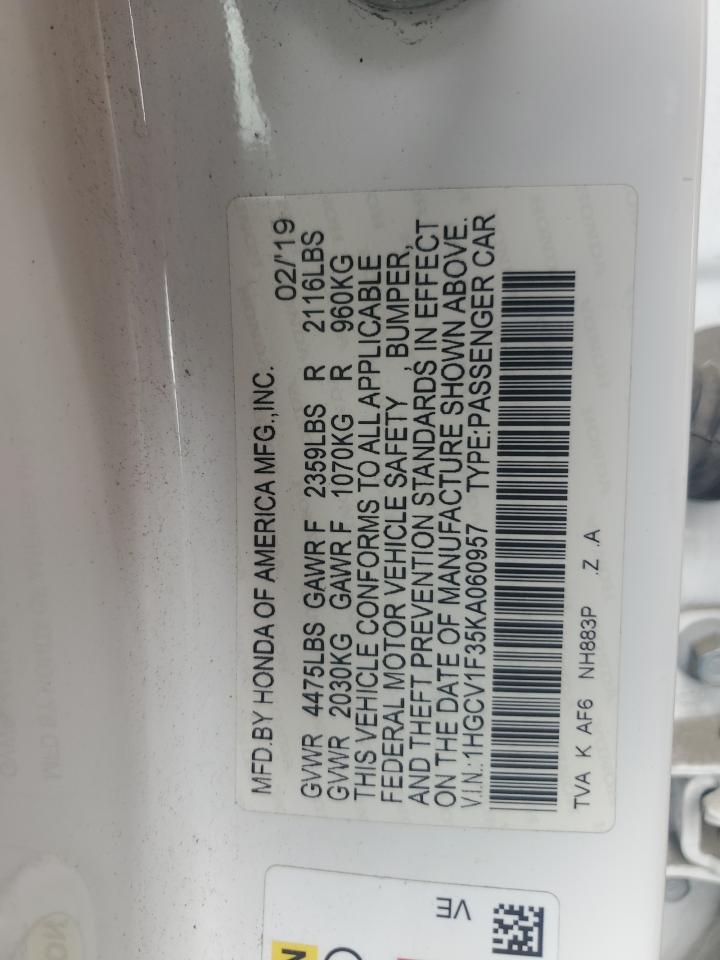 MFD.BY HONDA OF AMERICA MFG.,INC. 02/'19
GVWR 4475LBS GAWR F 2359LBS R 2116LBS
GVWR 2030KG GAWR F 1070KG R 960KG
THIS VEHICLE CONFORMS TO ALL APPLICABLE
FEDERAL MOTOR VEHICLE SAFETY , BUMPER,
AND THEFT PREVENTION STANDARDS IN EFFECT
ON THE DATE OF MANUFACTURE SHOWN ABOVE.
V.I.N.:1HGCV1F35KA060957 TYPE:PASSENGER CAR
TVA K AF6 NH883P .Z .A
VE